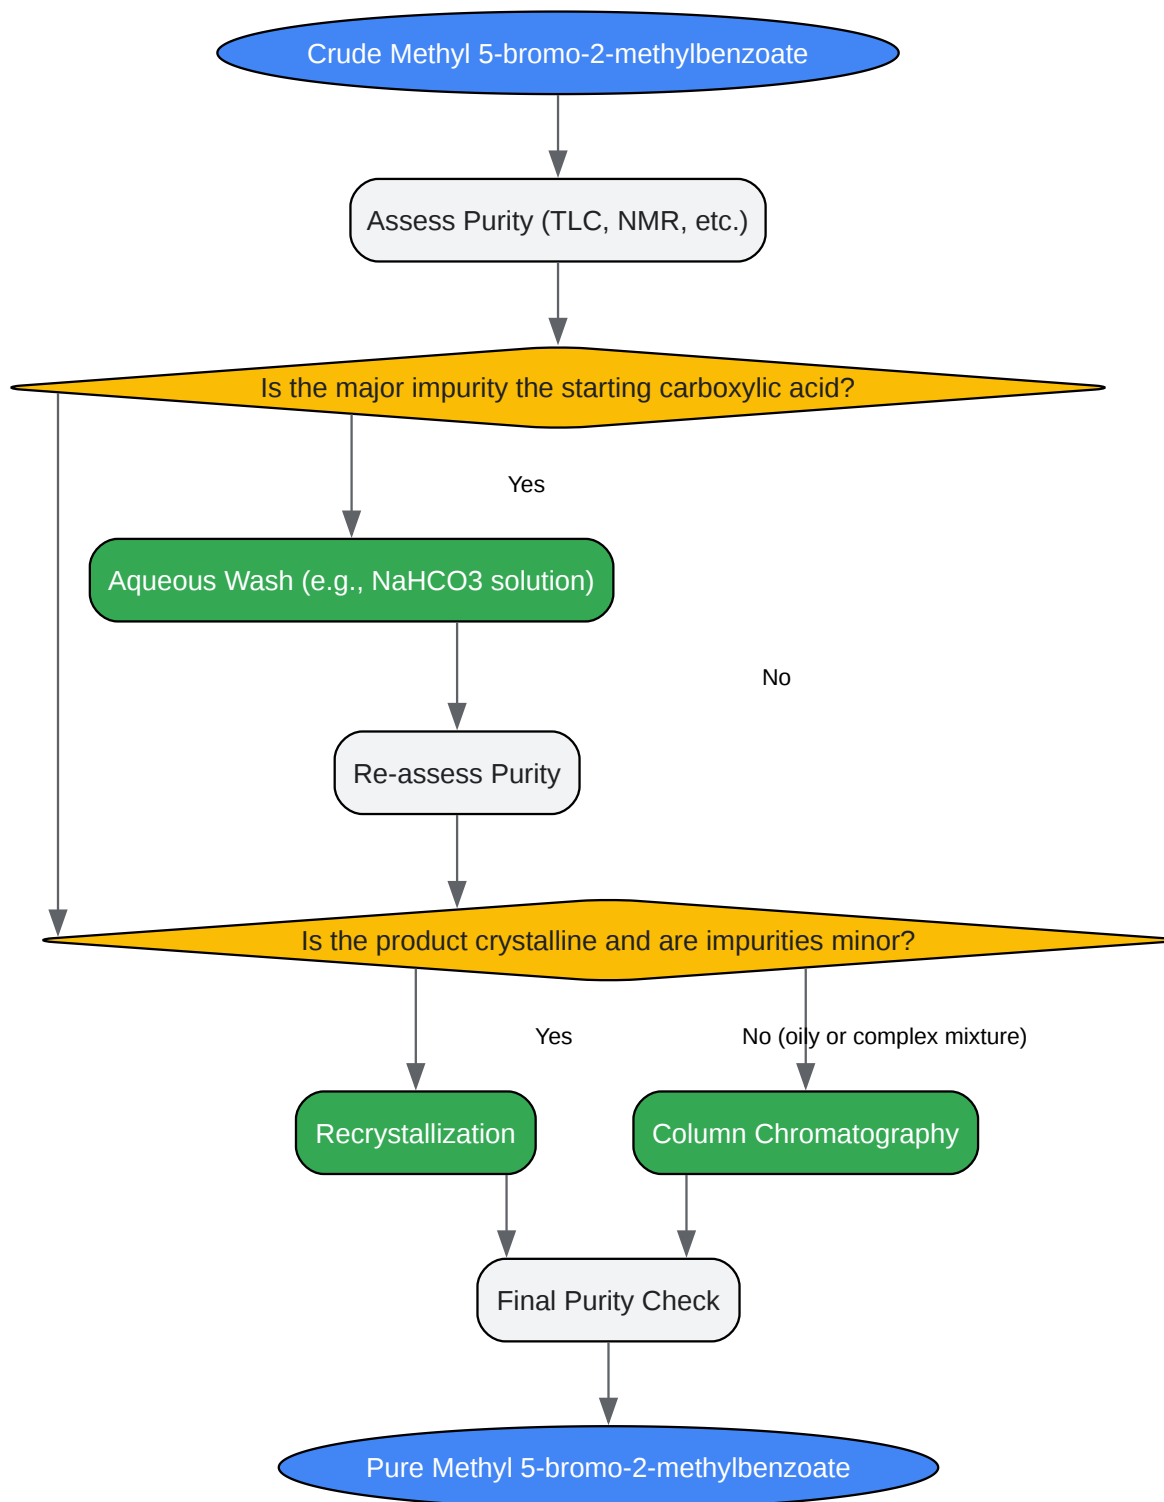 Crude Methyl 5-bromo-2-methylbenzoate
Assess Purity (TLC, NMR, etc.)
Is the major impurity the starting carboxylic acid?
Yes
Aqueous Wash (e.g., NaHCO3 solution)
No
Re-assess Purity
Is the product crystalline and are impurities minor?
Yes
No (oily or complex mixture)
Recrystallization
Column Chromatography
Final Purity Check
Pure Methyl 5-bromo-2-methylbenzoate